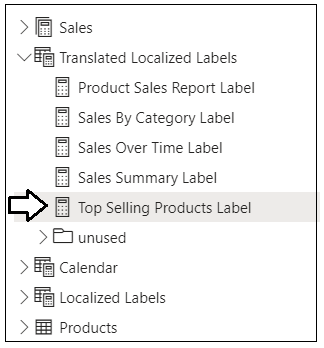 Sales
Translated Localized Labels
Product Sales Report Label
Sales By Category Label
Sales Over Time Label
Sales Summary Label
Top Selling Products Label
unused
Calendar
Localized Labels
Products